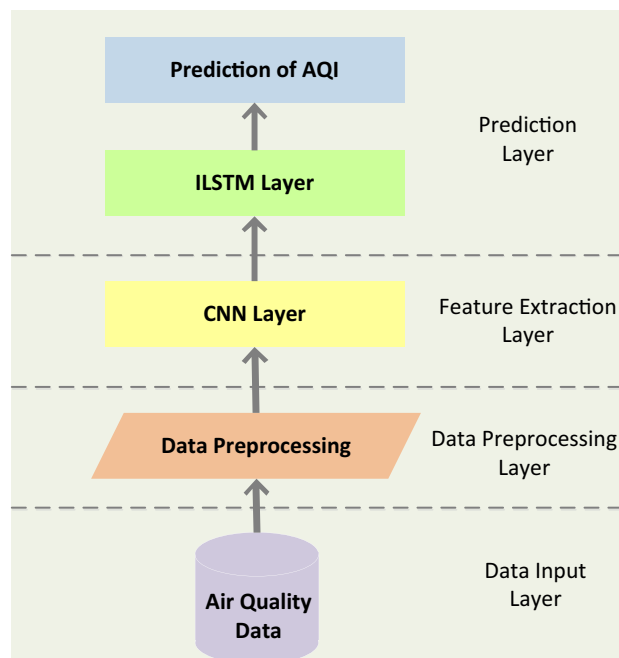 Prediction of AQI
Prediction
Layer
ILSTM Layer
CNN Layer
Feature Extraction
Layer
Data Preprocessing
Data Preprocessing
Layer
Air Quality
Data
Data Input
Layer